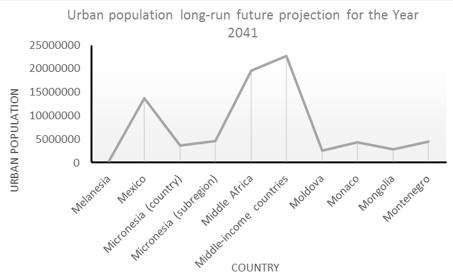 Urban population long-run future projection for the Year
2041
25000000
20000000
15000000
10000000
5000000
0
URBAN POPULATION
Melanesia
Mexico
Micronesia (country)
Micronesia (subregion)
Middle Africa
Middle-income countries
Moldova
Monaco
Mongolia
Montenegro
COUNTRY